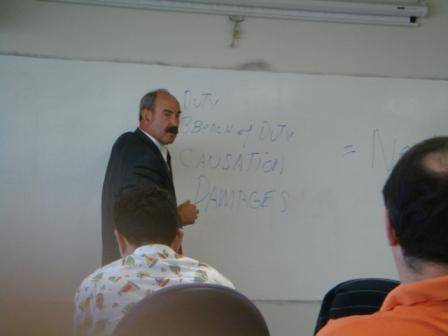 DUTY
BREACH of DUTY
CAUSATION =
DAMAGES